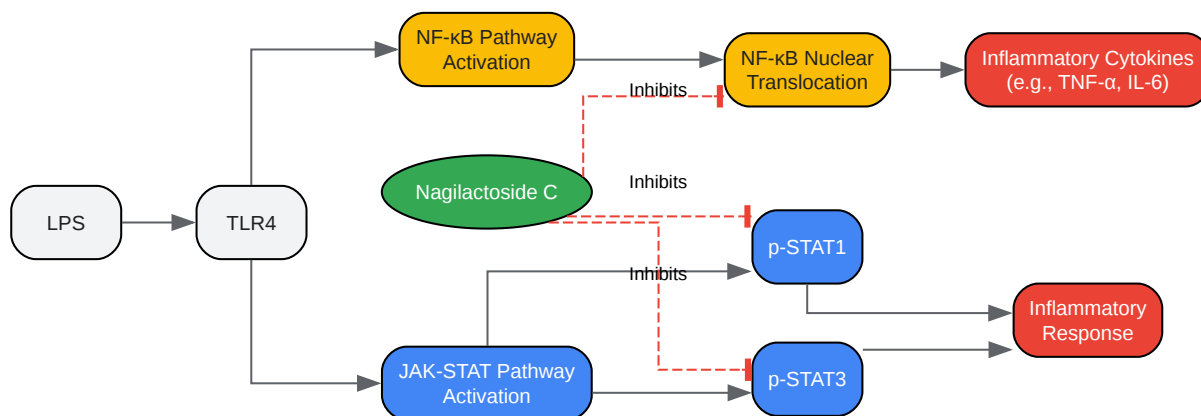 NF-κB Pathway
Activation
NF-κB Nuclear
Translocation
Inflammatory Cytokines
(e.g., TNF-α, IL-6)
Inhibits
Nagilactoside C
Inhibits
LPS
TLR4
p-STAT1
Inhibits
Inflammatory
Response
JAK-STAT Pathway
Activation
p-STAT3